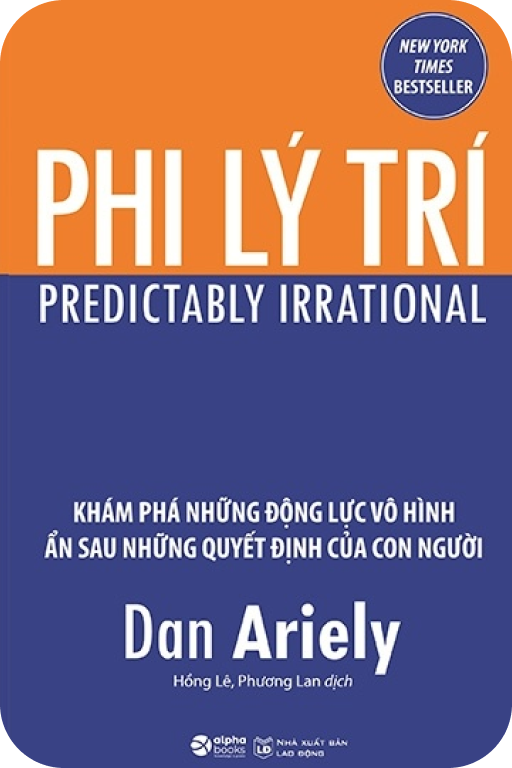 NEW YORK
TIMES
BESTSELLER
PHI LÝ TRÍ
PREDICTABLY IRRATIONAL
KHÁM PHÁ NHỮNG ĐỘNG LỰC VÔ HÌNH
ẨN SAU NHỮNG QUYẾT ĐỊNH CỦA CON NGƯỜI
Dan Ariely
Hồng Lê, Phương Lan dịch
alpha
books
LĐ
NHÀ XUẤT BẢN
LAO ĐỘNG